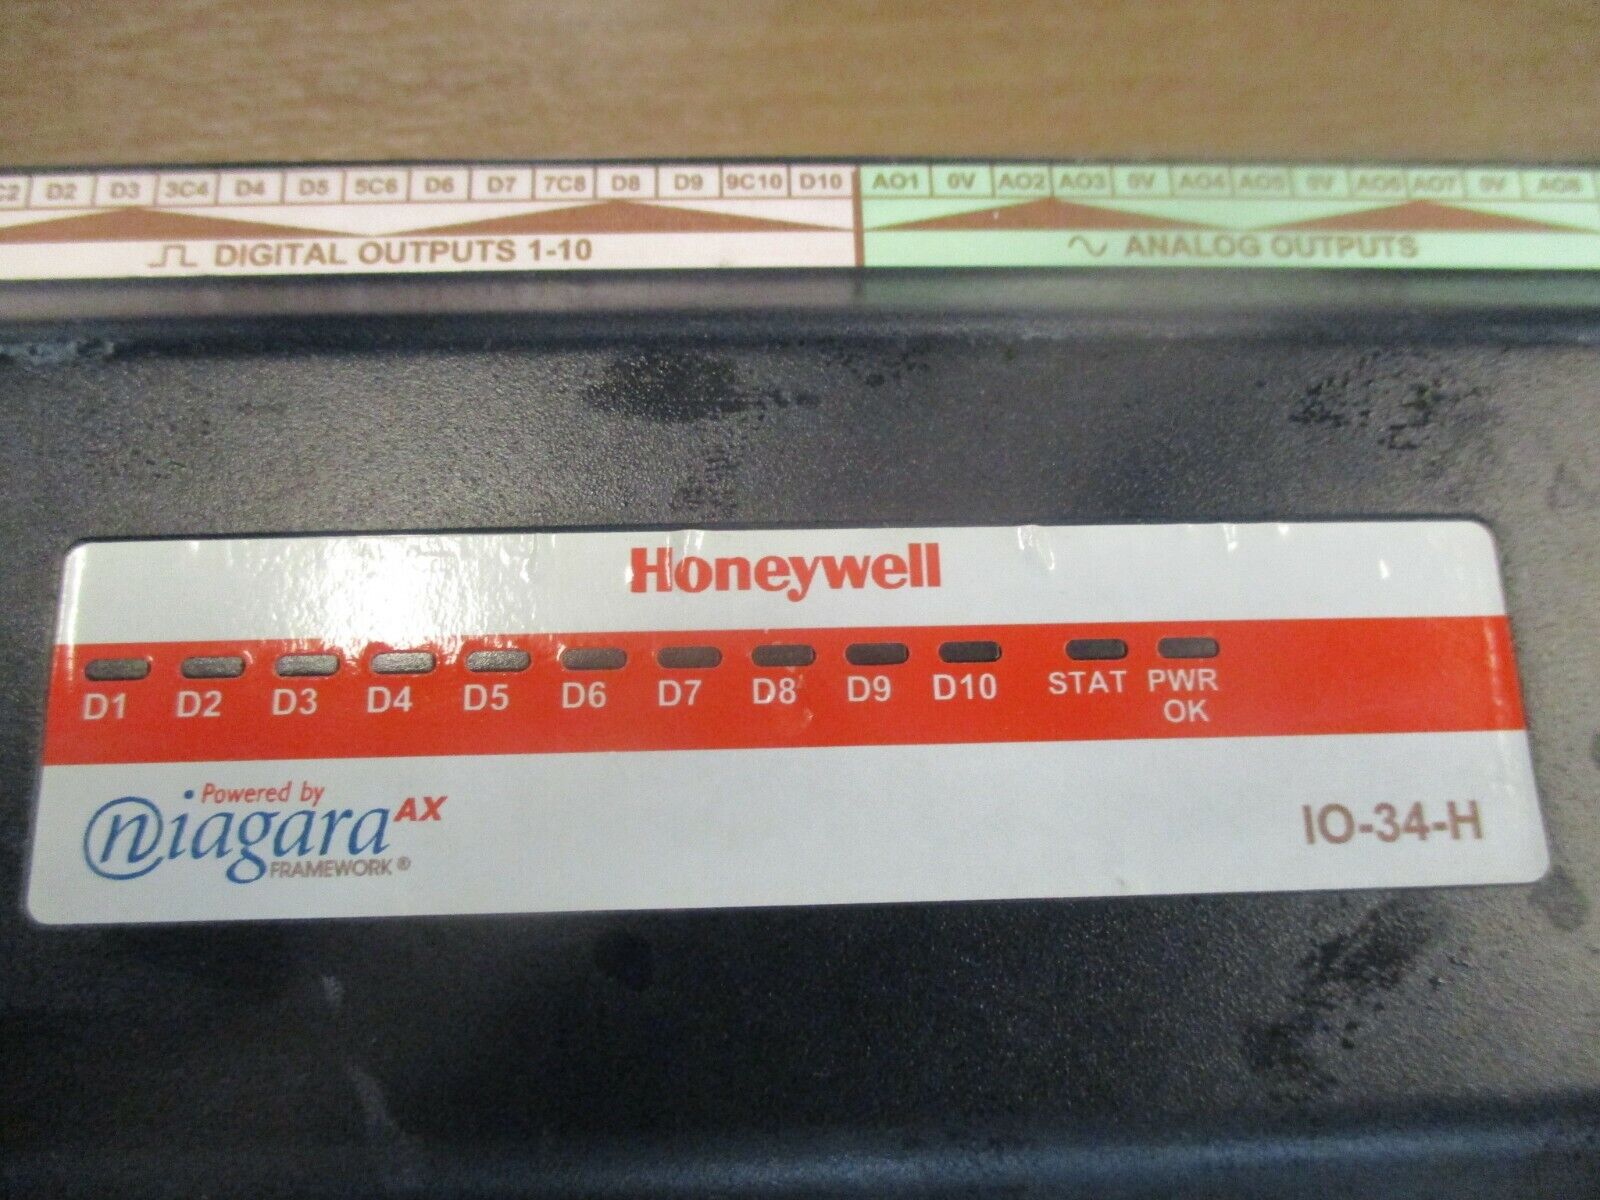 C2 D2 D3 3C4 D4 D5 5C6 D6 D7 7C8 D8 D9 9C10 D10 AO1 0V AO2 AO3 0V AO4 AO5 0V AO6 AO7 0V AO8
DIGITAL OUTPUTS 1-10 ANALOG OUTPUTS
Honeywell
D1 D2 D3 D4 D5 D6 D7 D8 D9 D10 STAT PWR
OK
Powered by
niagara AX
FRAMEWORK®
IO-34-H